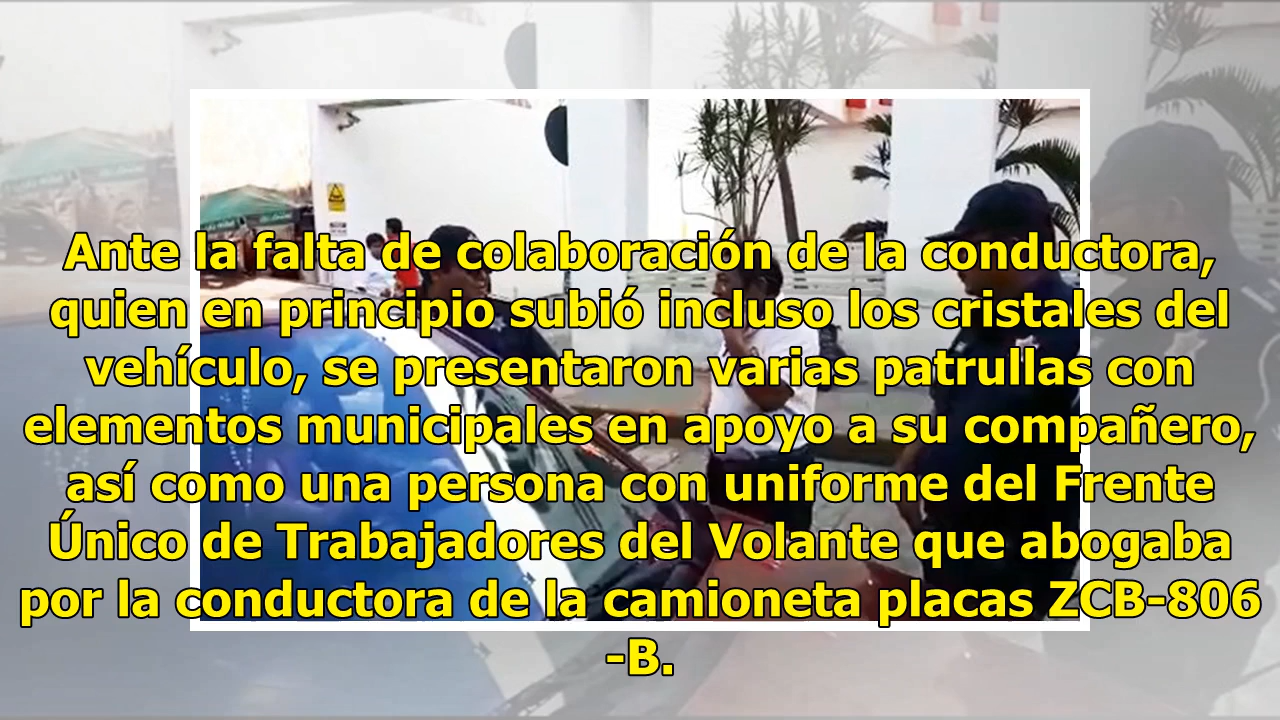 Ante la falta de colaboración de la conductora,
quien en principio subió incluso los cristales del
vehículo, se presentaron varias patrullas con
elementos municipales en apoyo a su compañero,
así como una persona con uniforme del Frente
Único de Trabajadores del Volante que abogaba
por la conductora de la camioneta placas ZCB-806
-B.